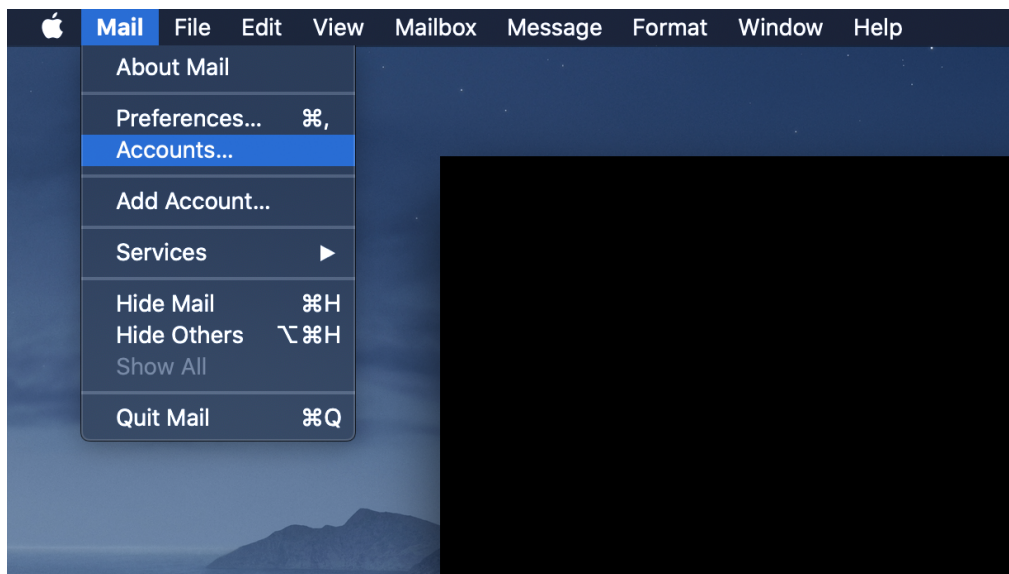 Mail File Edit View Mailbox Message Format Window Help
About Mail
Preferences... ⌘,
Accounts...
Add Account...
Services ▶
Hide Mail ⌘H
Hide Others ⌥⌘H
Show All
Quit Mail ⌘Q